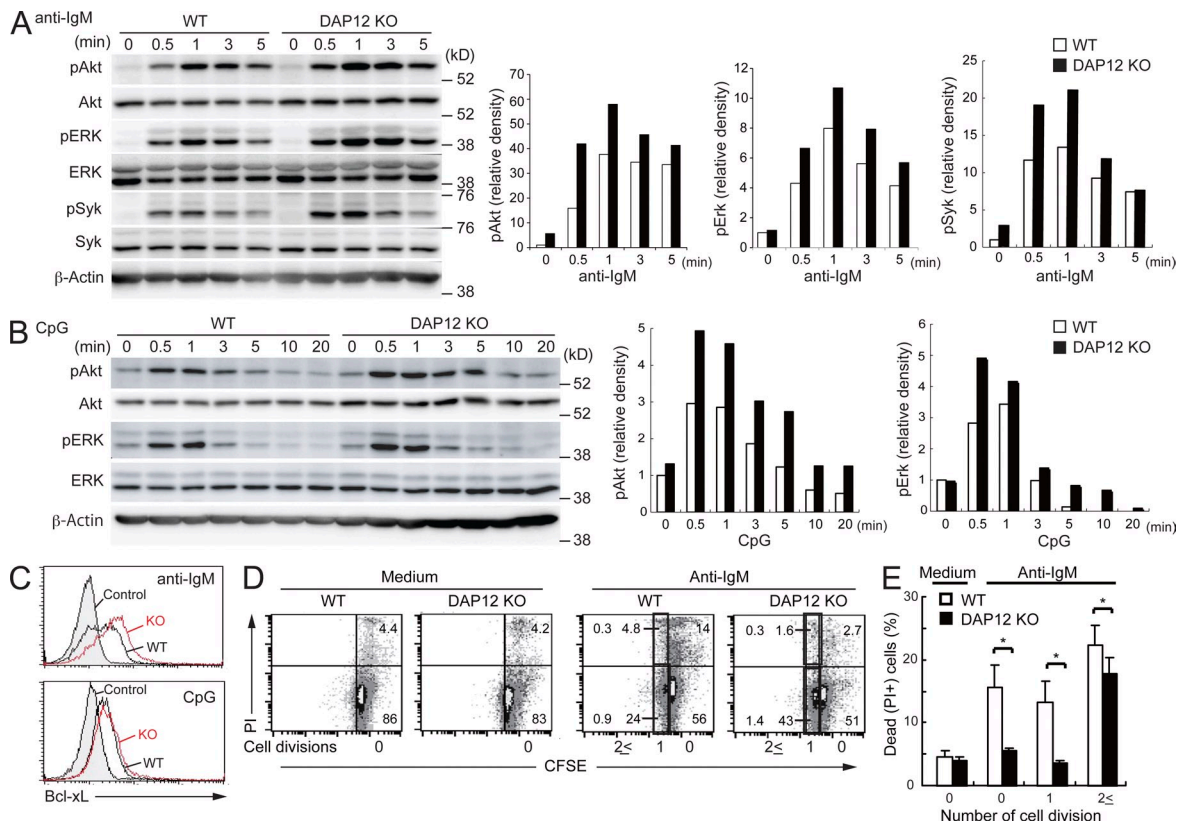 A
anti-IgM WT DAP12 KO
(min) 0 0.5 1 3 5 0 0.5 1 3 5 (kD)
pAkt
52
Akt
52
pERK
38
ERK
38
pSyk
76
76
Syk
β-Actin
38
pAkt (relative density)
70
60
50
40
30
20
10
0
0 0.5 1 3 5 (min)
anti-IgM
pErk (relative density)
12
10
8
6
4
2
0
0 0.5 1 3 5 (min)
anti-IgM
WT
DAP12 KO
pSyk (relative density)
25
20
15
10
5
0
0 0.5 1 3 5 (min)
anti-IgM
B
CpG WT DAP12 KO
(min) 0 0.5 1 3 5 10 20 0 0.5 1 3 5 10 20 (kD)
pAkt
52
Akt
52
pERK
38
ERK
38
β-Actin
38
pAkt (relative density)
5
4
3
2
1
0
0 0.5 1 3 5 10 20 (min)
CpG
WT
DAP12 KO
pErk (relative density)
6
5
4
3
2
1
0
0 0.5 1 3 5 10 20 (min)
CpG
C
anti-IgM
Control
KO
WT
CpG
Control
KO
WT
Bcl-xL
D
Medium Anti-IgM
WT DAP12 KO WT DAP12 KO
4.4 4.2 0.3 4.8 14 0.3 1.6 2.7
PI
86 83 0.9 24 56 1.4 43 51
Cell divisions 0 0 2≤ 1 0 2≤ 1 0
CFSE
E
Medium Anti-IgM
WT
DAP12 KO
Dead (PI+) cells (%)
30
20
10
0
* * *
0 0 1 2≤
Number of cell division